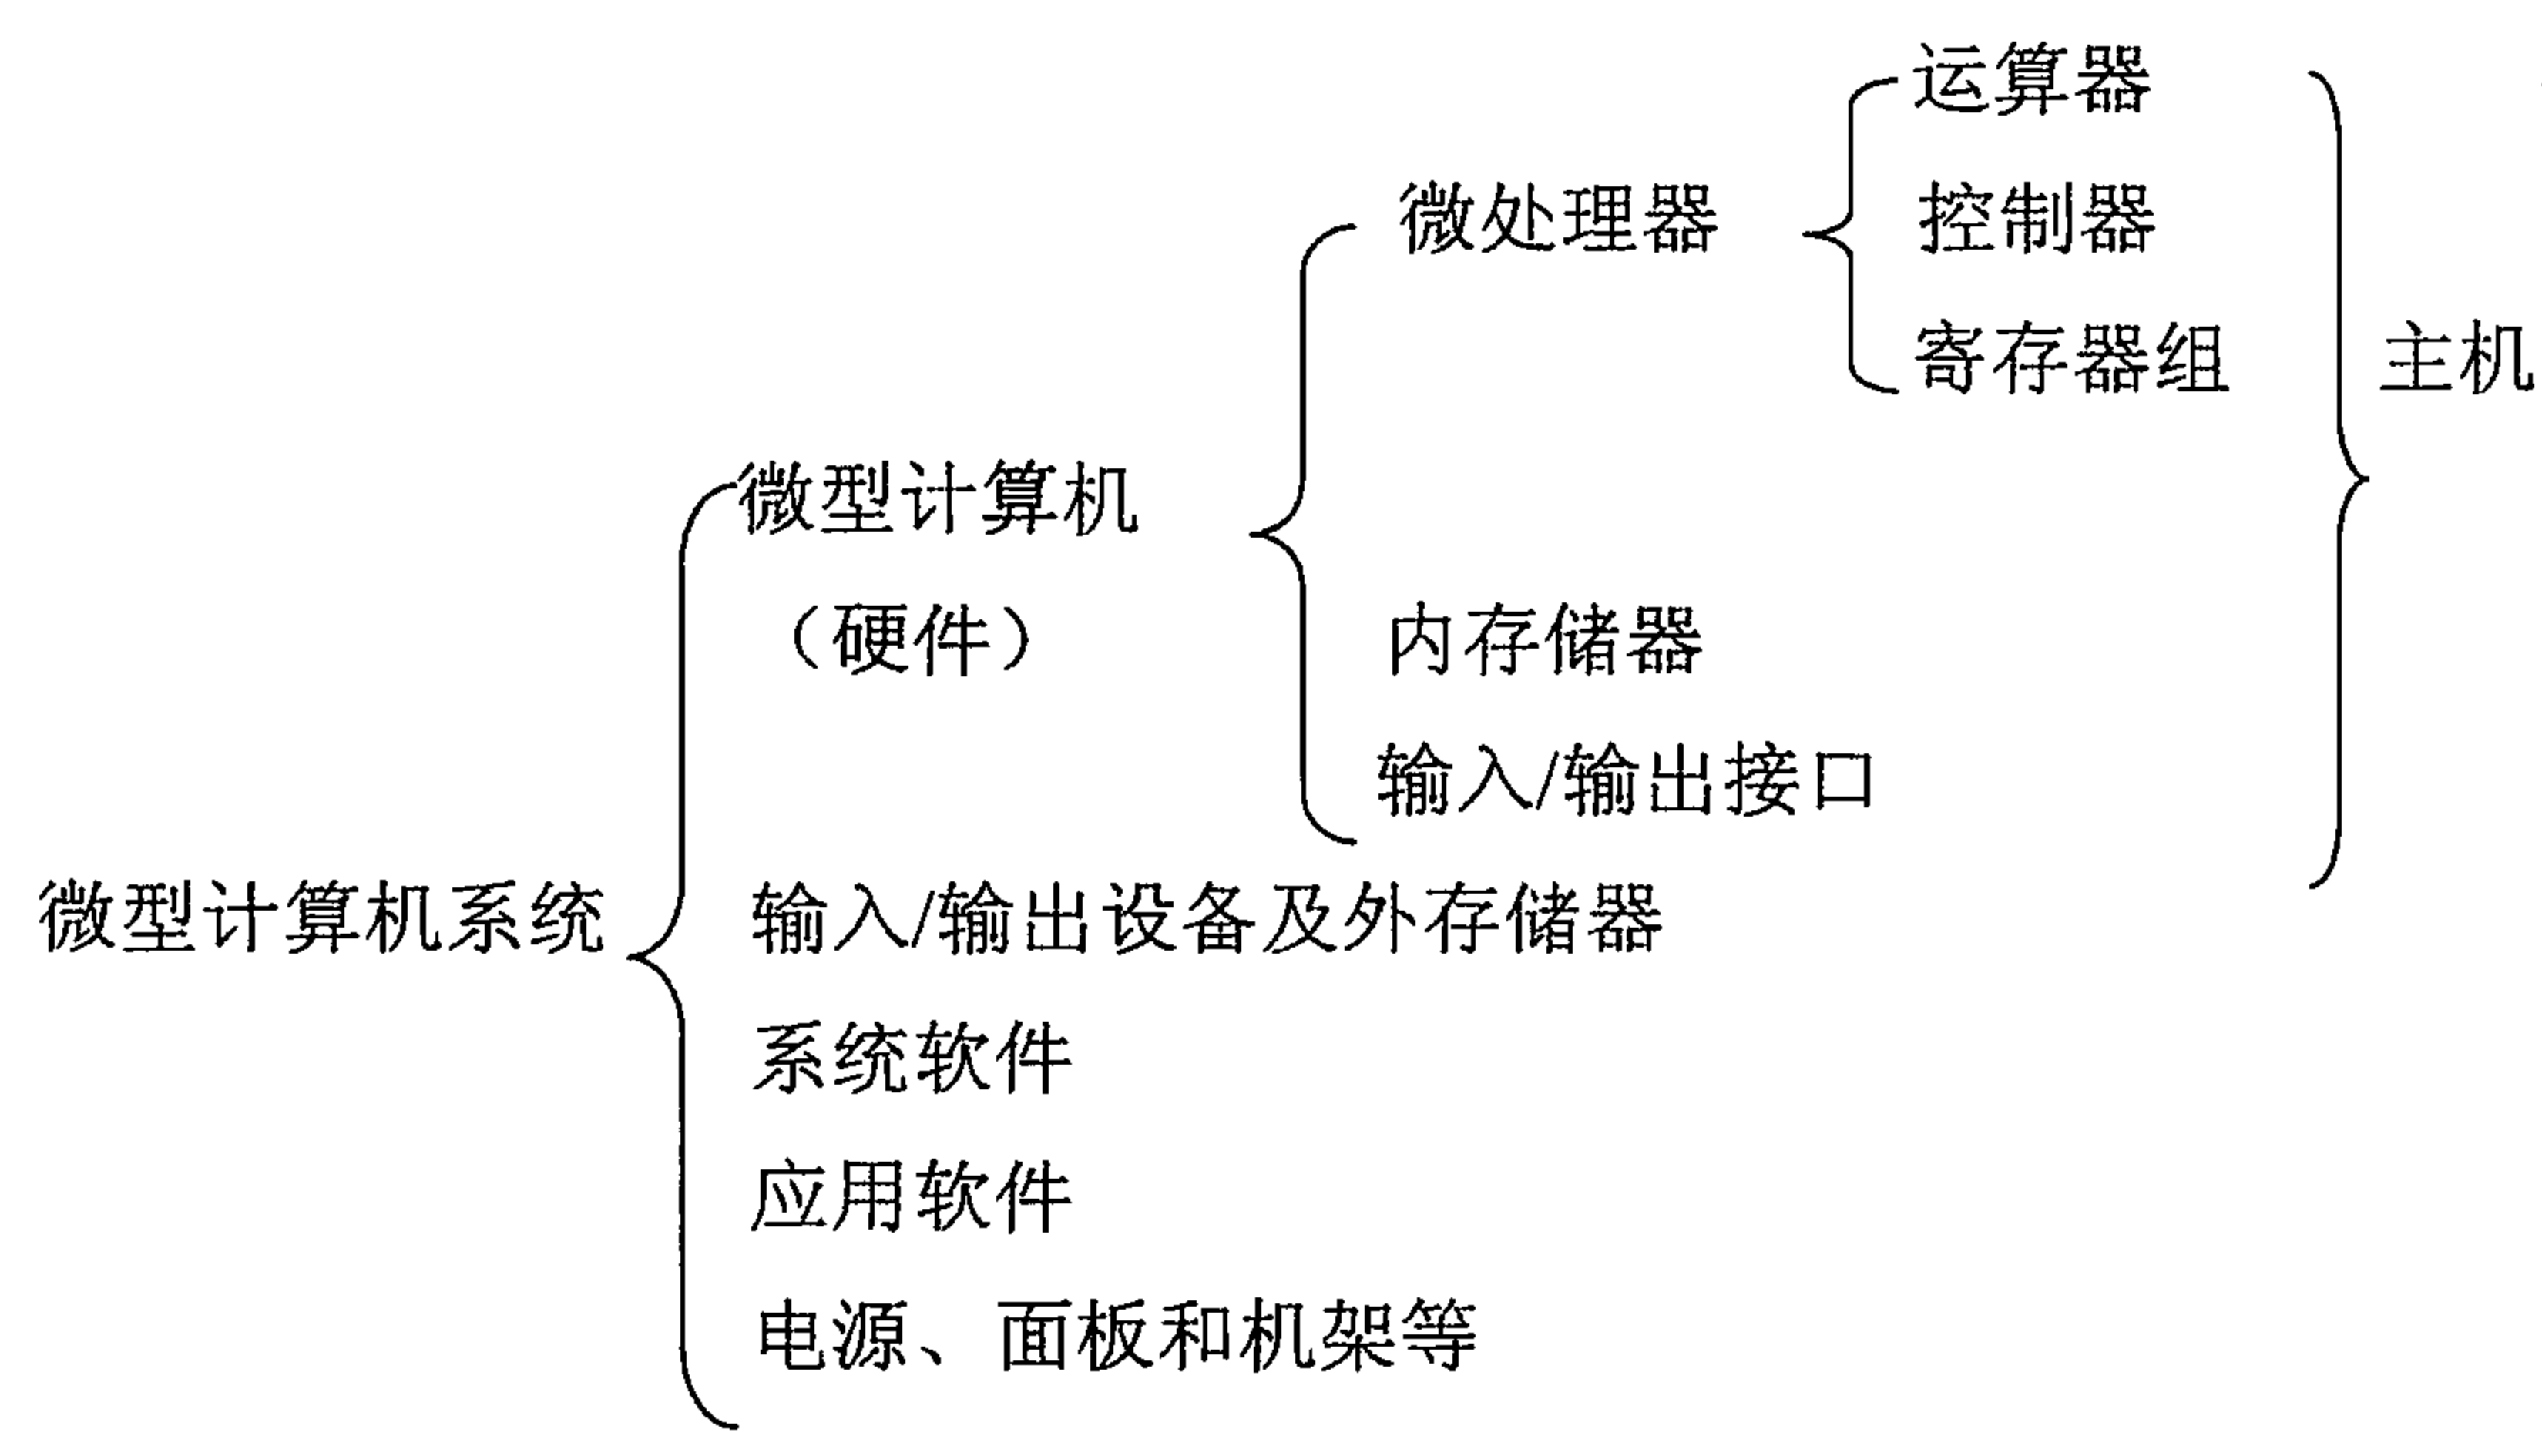 运算器
微处理器 控制器
寄存器组 主机
微型计算机
（硬件）
内存储器
输入/输出接口
微型计算机系统 输入/输出设备及外存储器
系统软件
应用软件
电源、面板和机架等